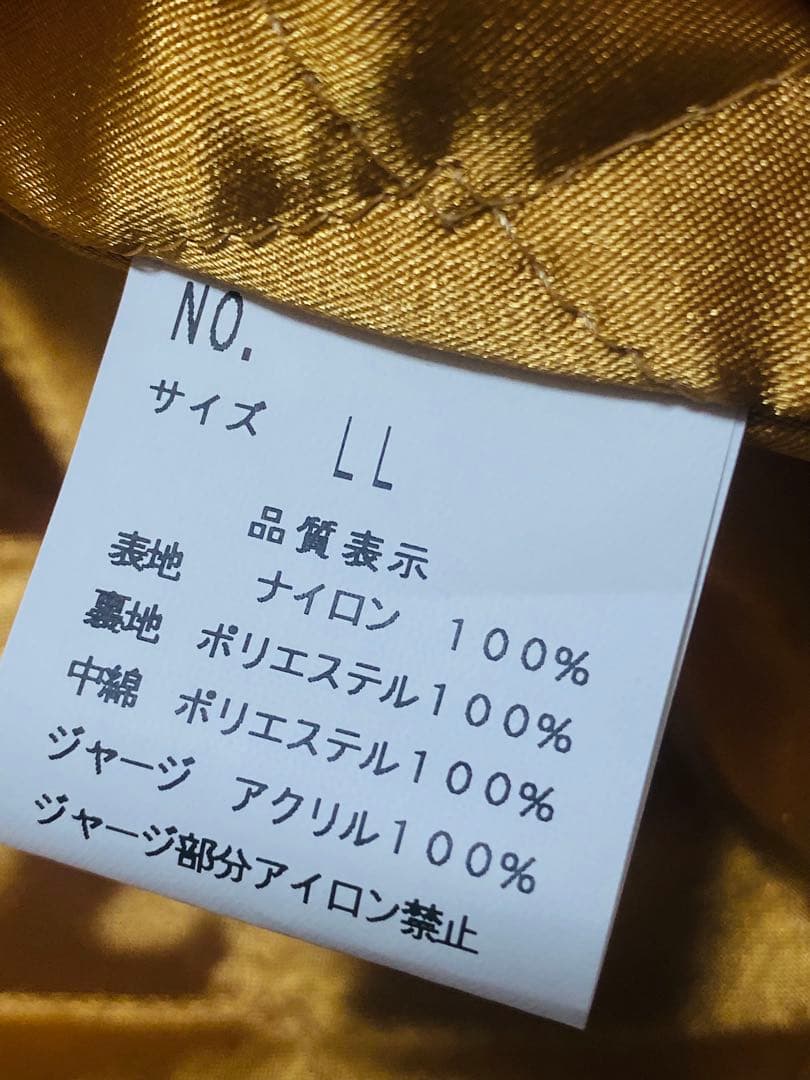 NO.
サイズ LL
品質表示
表地 ナイロン 100%
裏地 ポリエステル100%
中綿 ポリエステル100%
ジャージ アクリル100%
ジャージ部分アイロン禁止